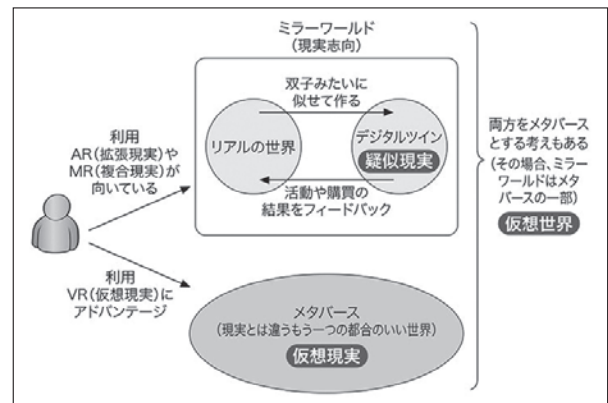 ミラーワールド
(現実志向)
双子みたいに
似せて作る
リアルの世界
デジタルツイン
疑似現実
活動や購買の
結果をフィードバック
利用
AR(拡張現実)や
MR(複合現実)が
向いている
利用
VR(仮想現実)に
アドバンテージ
メタバース
(現実とは違うもう一つの都合のいい世界)
仮想現実
両方をメタバース
とする考えもある
(その場合、ミラー
ワールドはメタ
バースの一部)
仮想世界